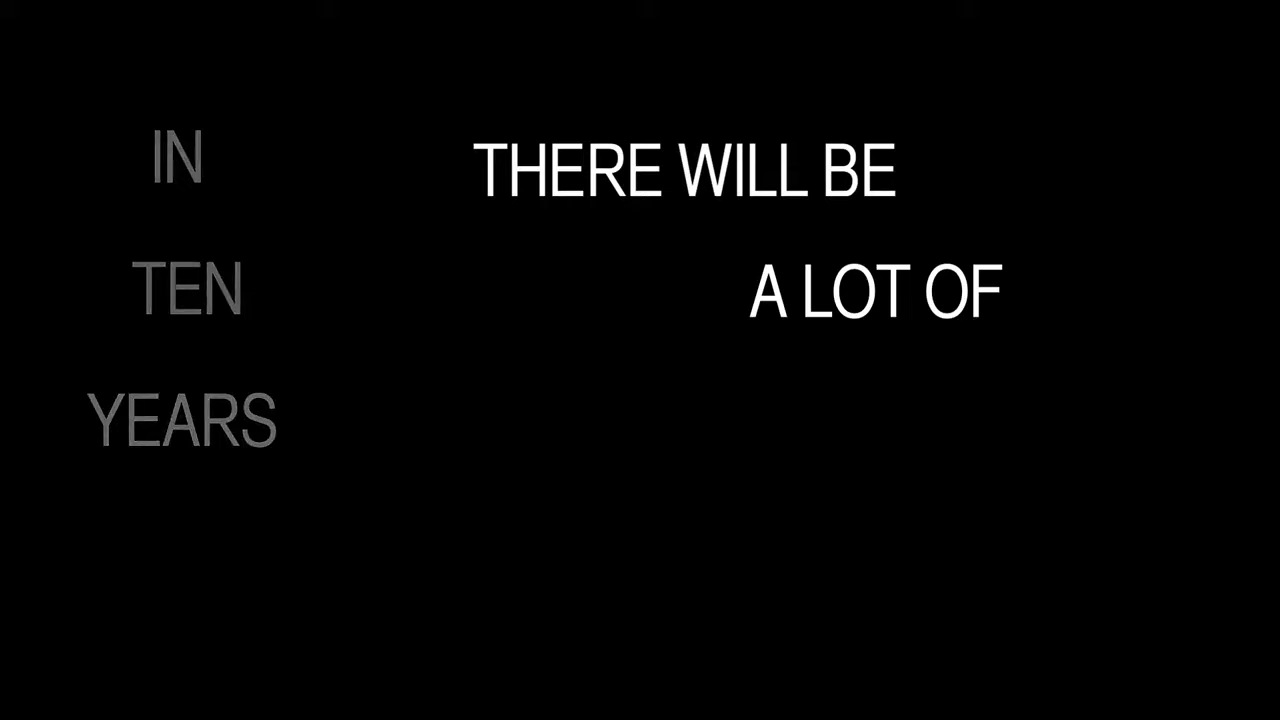 IN
TEN
YEARS
THERE WILL BE
A LOT OF